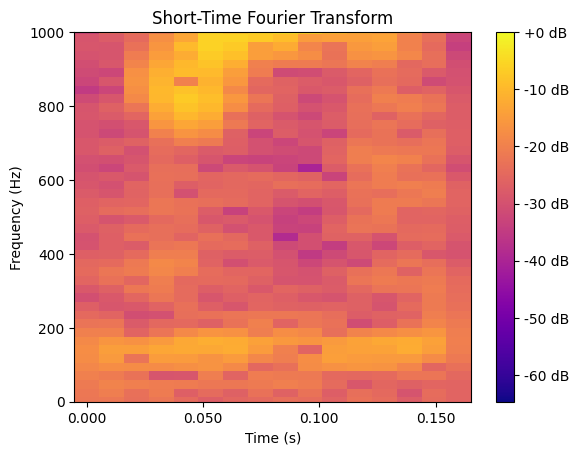 Short-Time Fourier Transform
1000
800
600
400
200
0
Frequency (Hz)
0.000
0.050
0.100
0.150
Time (s)
+0 dB
-10 dB
-20 dB
-30 dB
-40 dB
-50 dB
-60 dB